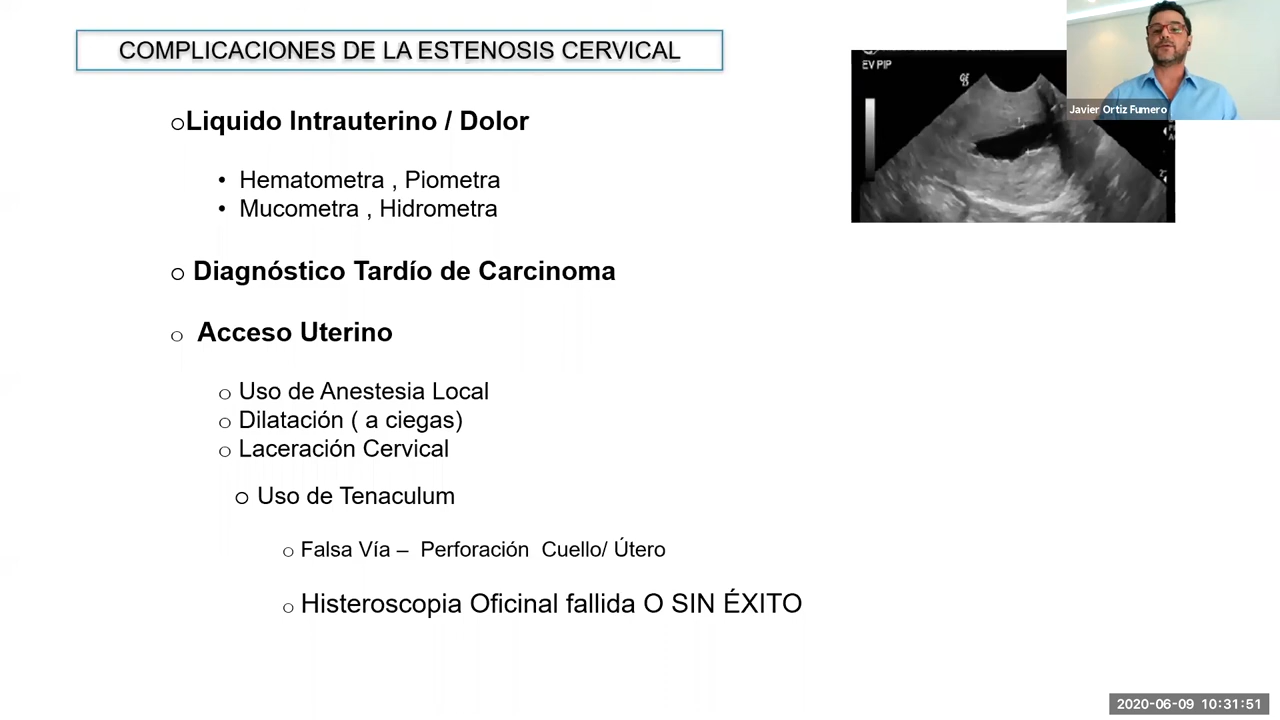 COMPLICACIONES DE LA ESTENOSIS CERVICAL
EV PIP
Javier Ortiz Fumero
oLiquido Intrauterino / Dolor
• Hematometra , Piometra
• Mucometra , Hidrometra
o Diagnóstico Tardío de Carcinoma
o Acceso Uterino
o Uso de Anestesia Local
o Dilatación ( a ciegas)
o Laceración Cervical
o Uso de Tenaculum
o Falsa Vía – Perforación Cuello/ Útero
o Histeroscopia Oficinal fallida O SIN ÉXITO
2020-06-09 10:31:51